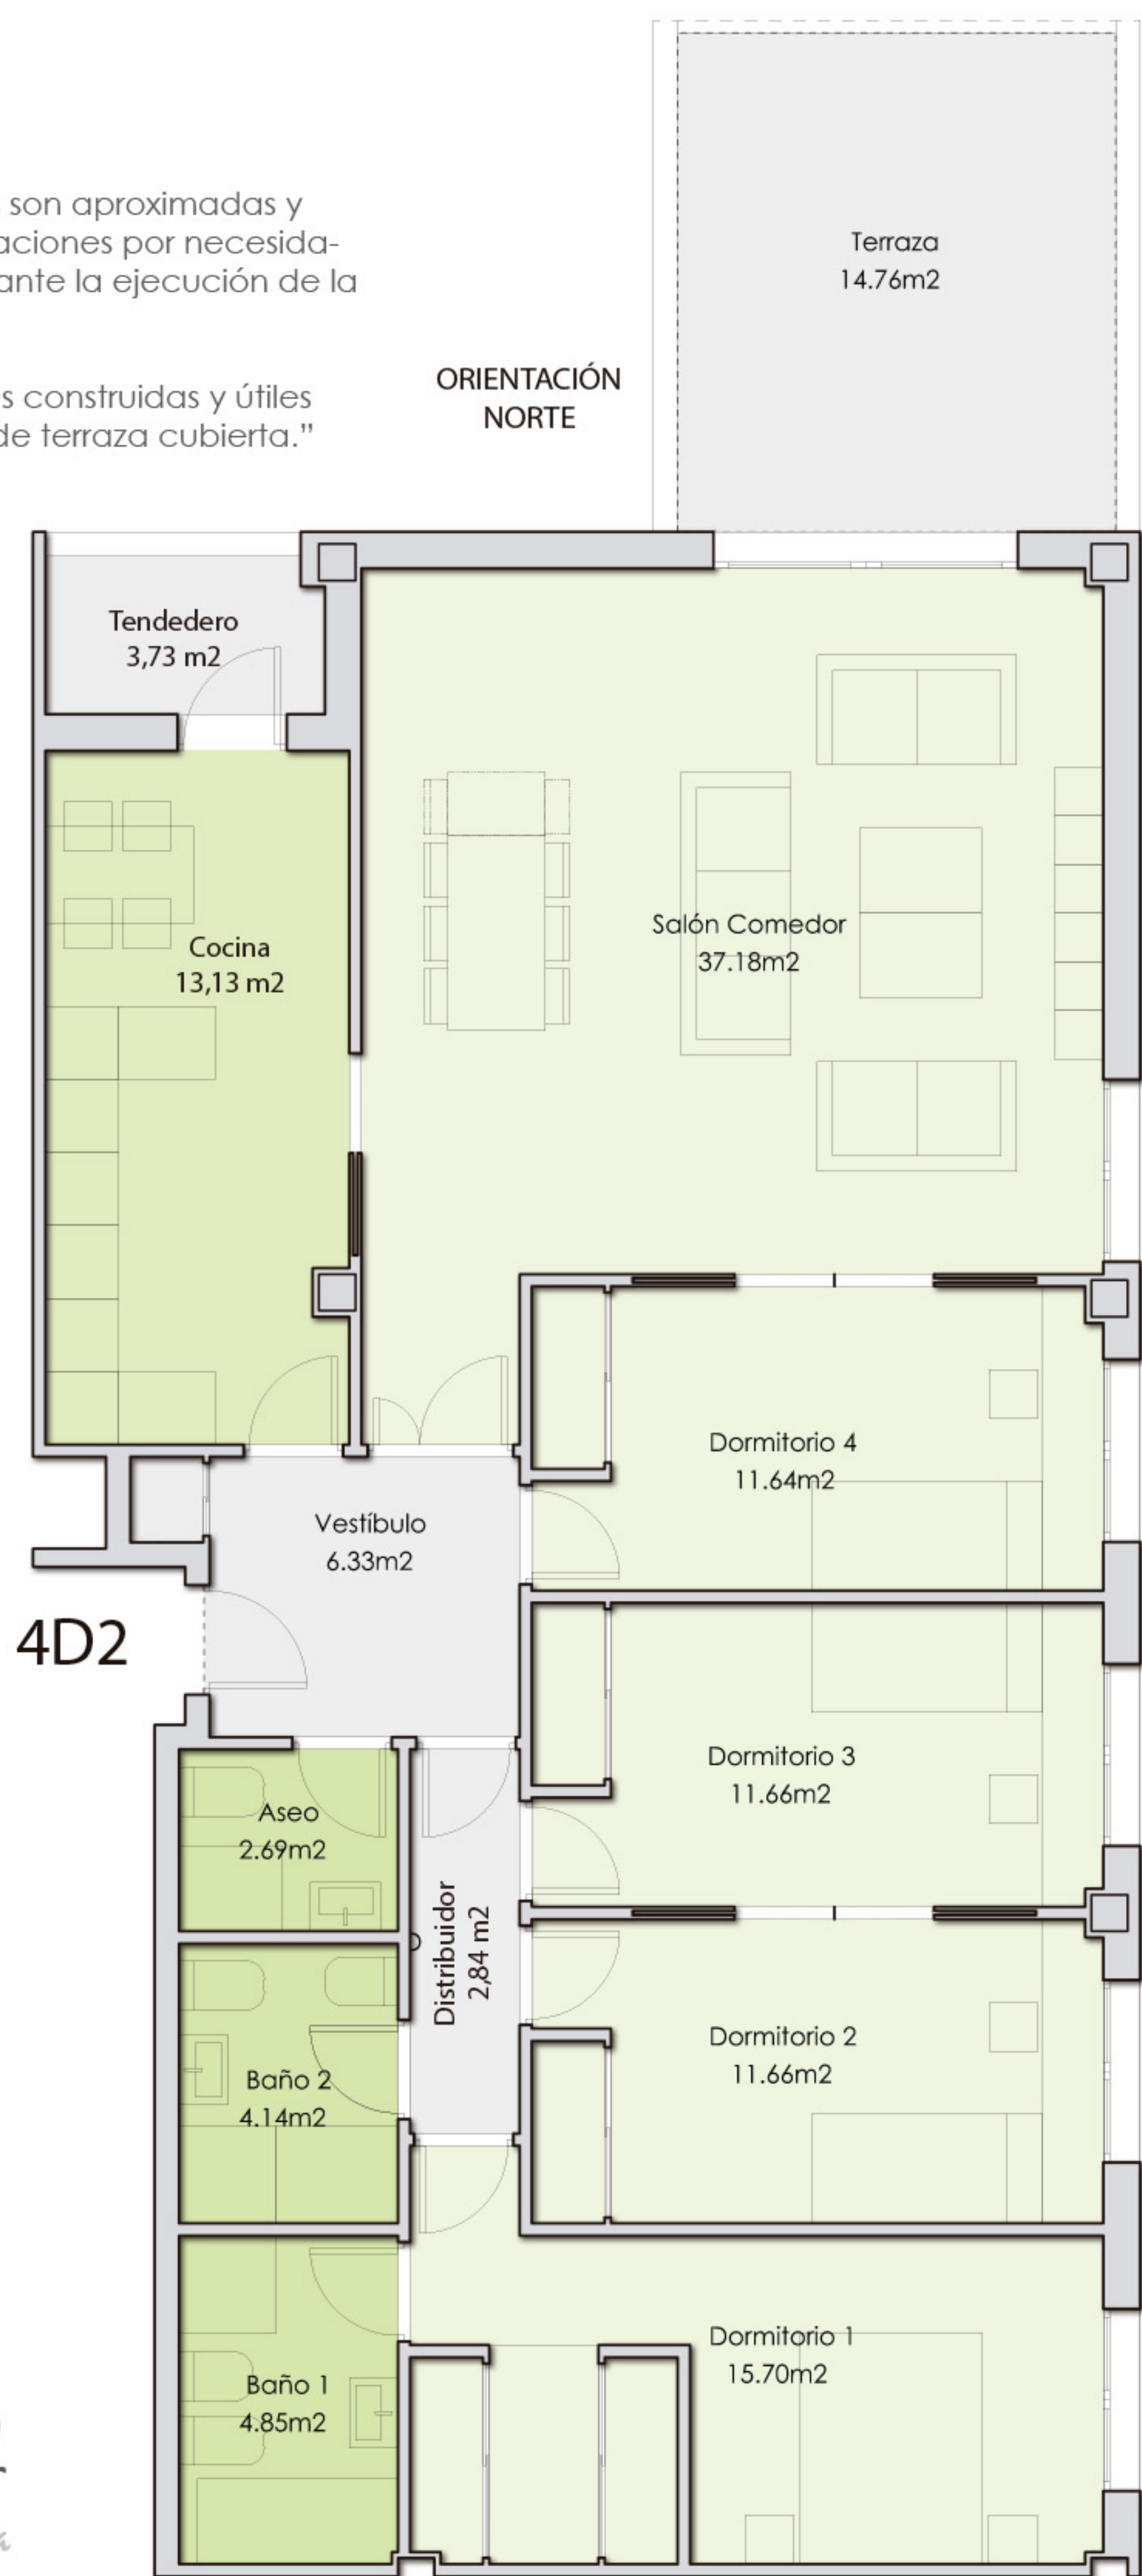 son aproximadas y
aciones por necesida-
ante la ejecución de la
s construidas y útiles
de terraza cubierta.”
ORIENTACIÓN
NORTE
Terraza
14.76m2
Tendedero
3,73 m2
Cocina
13,13 m2
Salón Comedor
37.18m2
Dormitorio 4
11.64m2
Vestíbulo
6.33m2
4D2
Dormitorio 3
11.66m2
Aseo
2.69m2
Distribuidor
2,84 m2
Dormitorio 2
11.66m2
Baño 2
4.14m2
Dormitorio 1
15.70m2
Baño 1
4.85m2